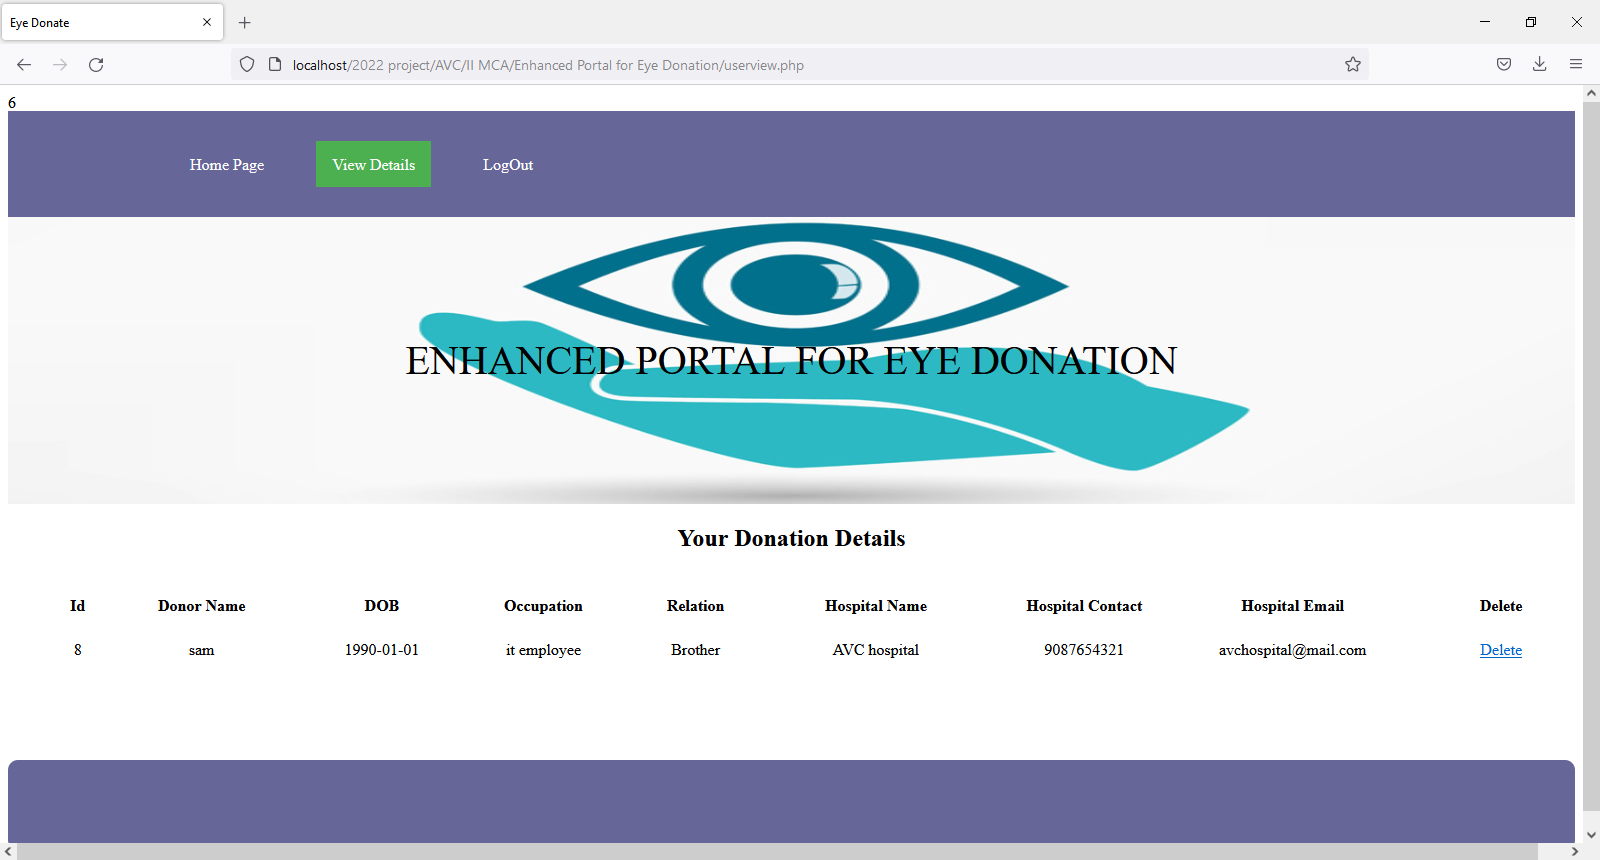 Eye Donate
localhost/2022 project/AVC/II MCA/Enhanced Portal for Eye Donation/userview.php
6
Home Page View Details LogOut
ENHANCED PORTAL FOR EYE DONATION
Your Donation Details
Id Donor Name DOB Occupation Relation Hospital Name Hospital Contact Hospital Email Delete
8 sam 1990-01-01 it employee Brother AVC hospital 9087654321 avchospital@mail.com Delete